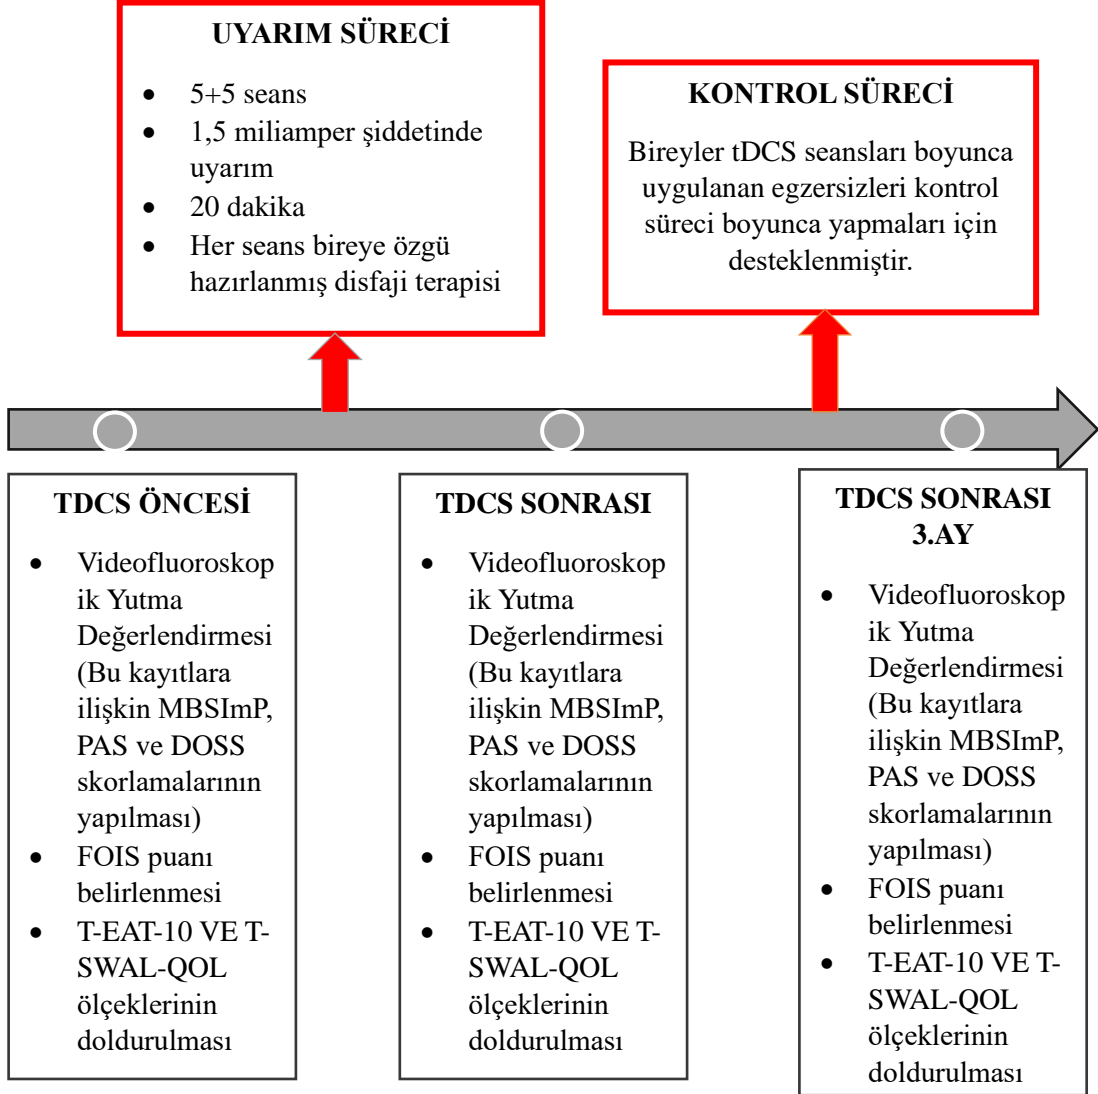 UYARIM SÜRECİ
• 5+5 seans
• 1,5 miliamper şiddetinde
uyarım
• 20 dakika
• Her seans bireye özgü
hazırlanmış disfaji terapisi
KONTROL SÜRECİ
Bireyler tDCS seansları boyunca
uygulanan egzersizleri kontrol
süreci boyunca yapmaları için
desteklenmiştir.
TDCS ÖNCESİ
• Videofluoroskop
ik Yutma
Değerlendirmesi
(Bu kayıtlara
ilişkin MBSImP,
PAS ve DOSS
skorlamalarının
yapılması)
• FOIS puanı
belirlenmesi
• T-EAT-10 VE T-
SWAL-QOL
ölçeklerinin
doldurulması
TDCS SONRASI
• Videofluoroskop
ik Yutma
Değerlendirmesi
(Bu kayıtlara
ilişkin MBSImP,
PAS ve DOSS
skorlamalarının
yapılması)
• FOIS puanı
belirlenmesi
• T-EAT-10 VE T-
SWAL-QOL
ölçeklerinin
doldurulması
TDCS SONRASI
3.AY
• Videofluoroskop
ik Yutma
Değerlendirmesi
(Bu kayıtlara
ilişkin MBSImP,
PAS ve DOSS
skorlamalarının
yapılması)
• FOIS puanı
belirlenmesi
• T-EAT-10 VE T-
SWAL-QOL
ölçeklerinin
doldurulması